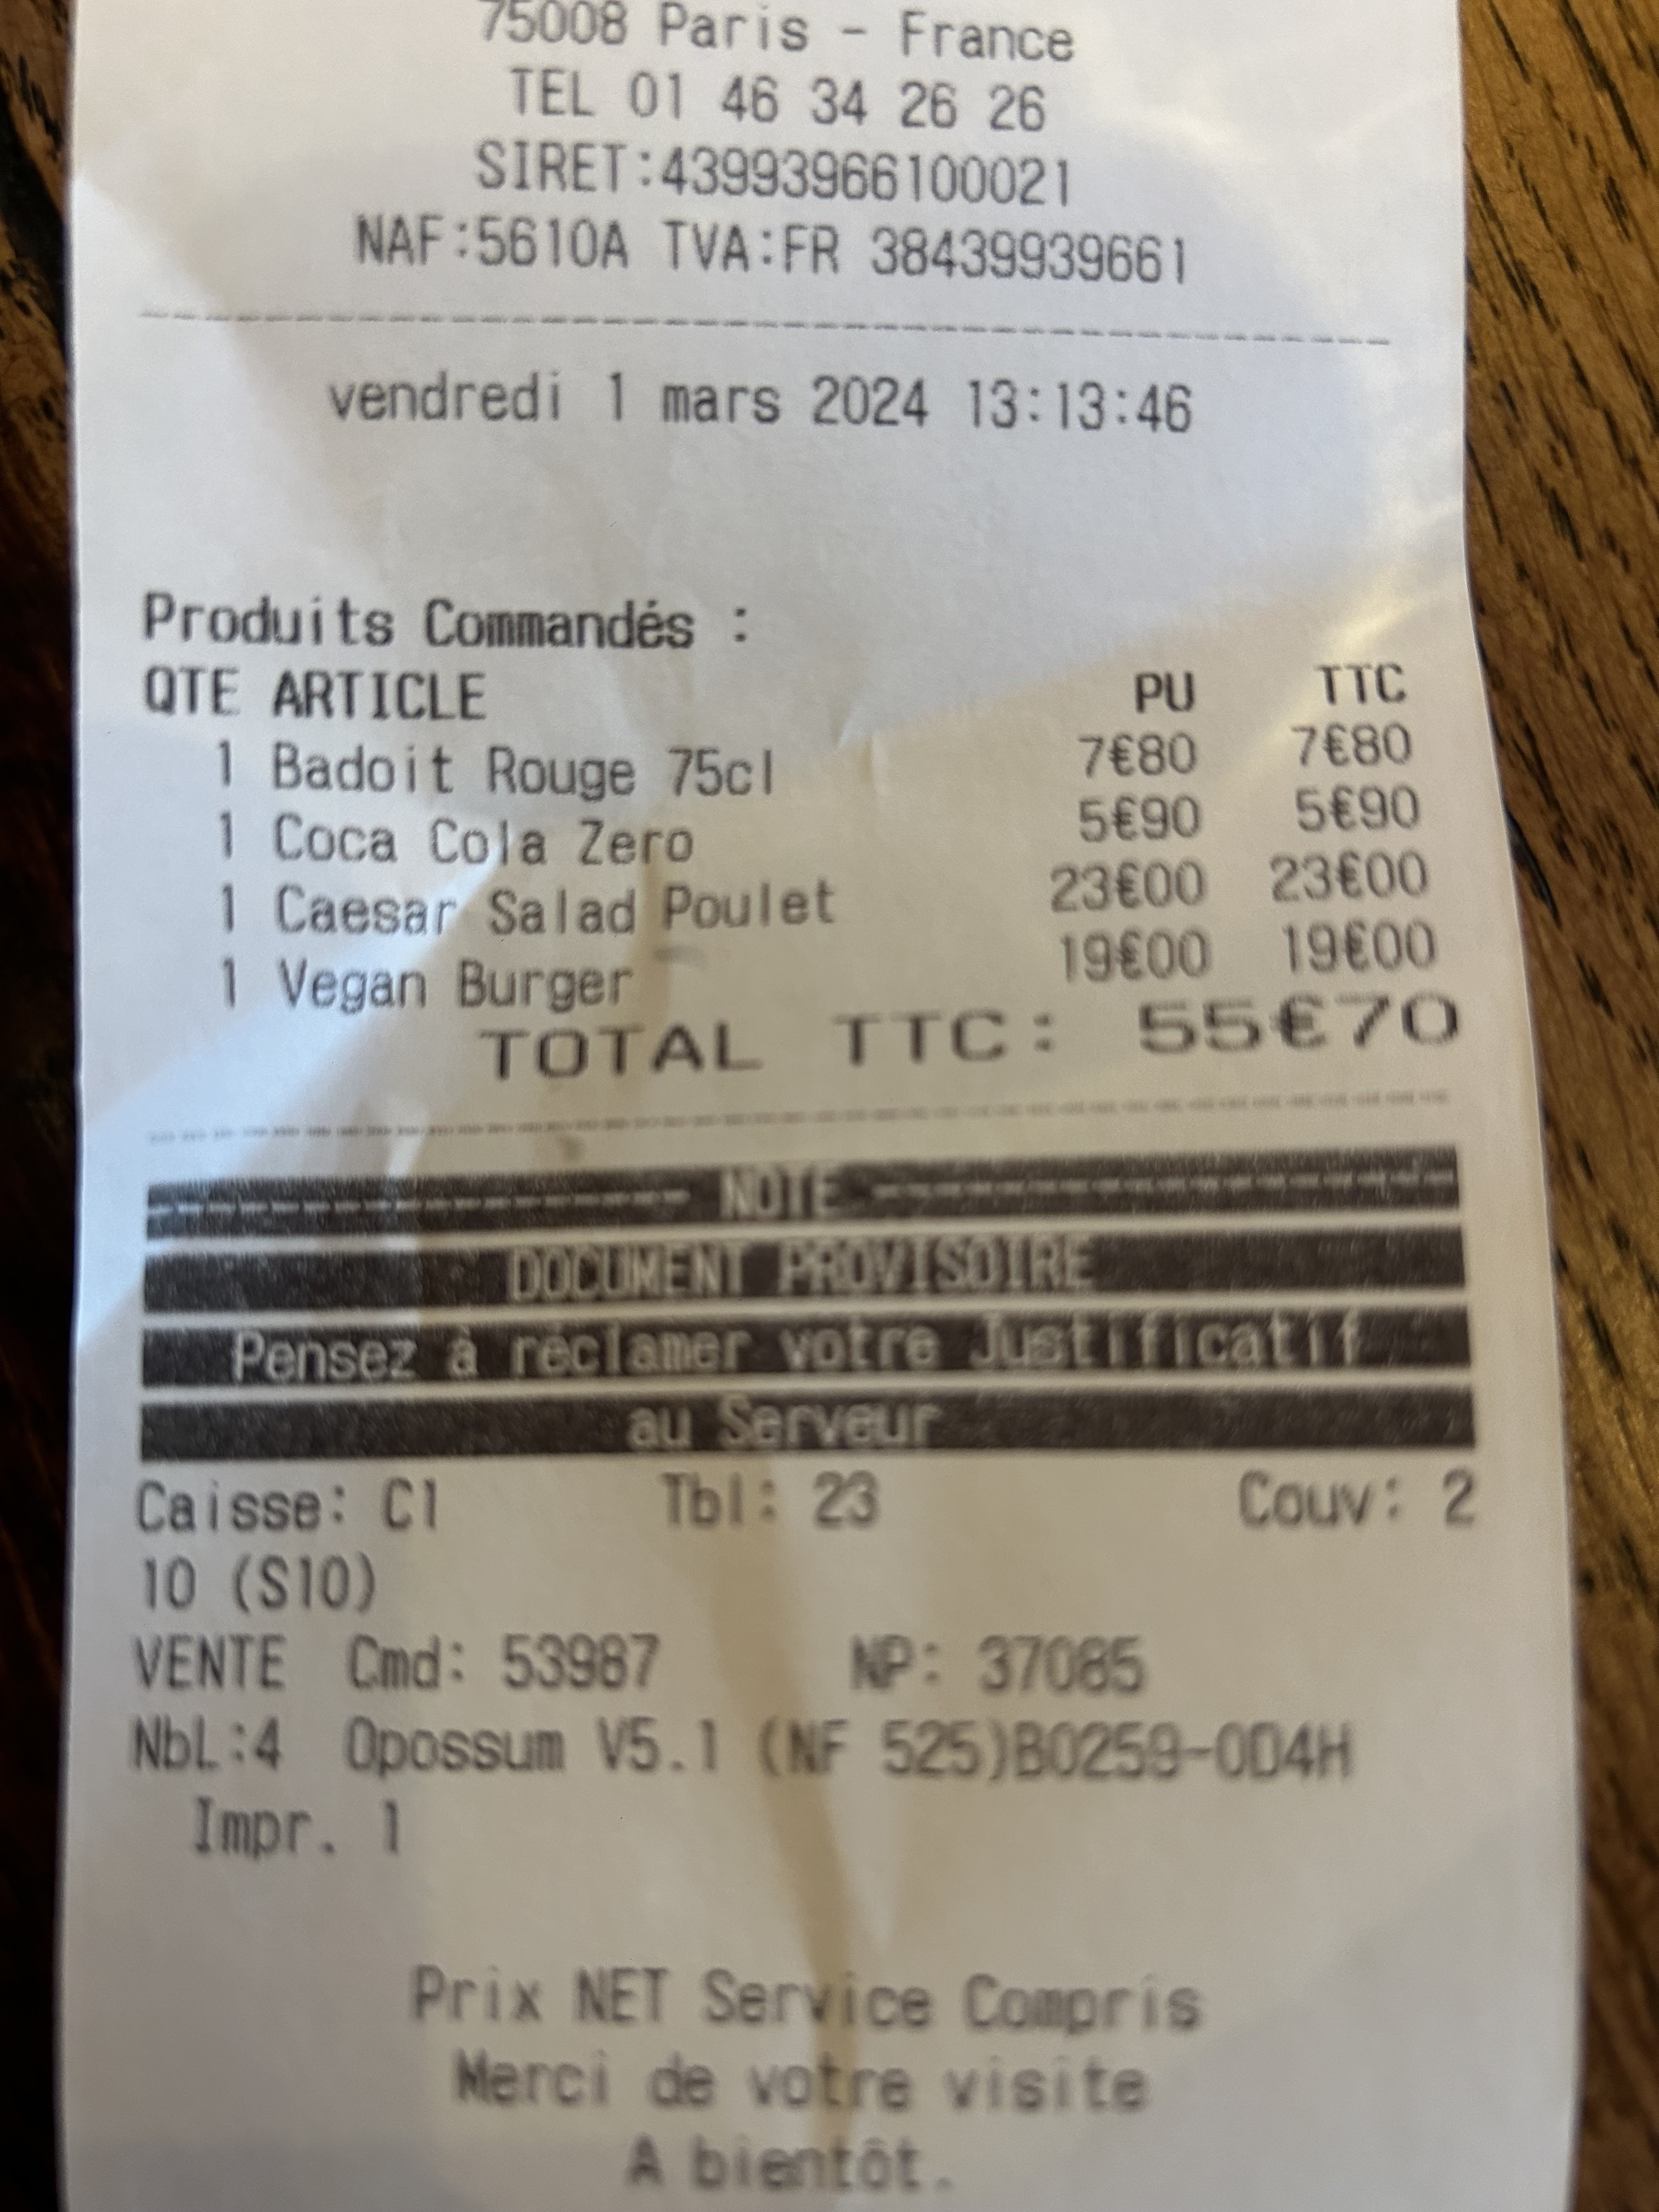 75008 Paris - France
TEL 01 46 34 26 26
SIRET:43993966100021
NAF:5610A TVA:FR 38439939661
vendredi 1 mars 2024 13:13:46
Produits Commandés :
QTE ARTICLE PU TTC
1 Badoit Rouge 75cl 7€80 7€80
1 Coca Cola Zero 5€90 5€90
1 Caesar Salad Poulet 23€00 23€00
1 Vegan Burger 19€00 19€00
TOTAL TTC: 55€70
NOTE
DOCUMENT PROVISOIRE
Pensez à réclamer votre Justificatif
au Serveur
Caisse: C1 Tbl: 23 Couv: 2
10 (S10)
VENTE Cmd: 53987 NP: 37085
NbL:4 Opossum V5.1 (NF 525)B0259-0D4H
Impr. 1
Prix NET Service Compris
Merci de votre visite
A bientôt.